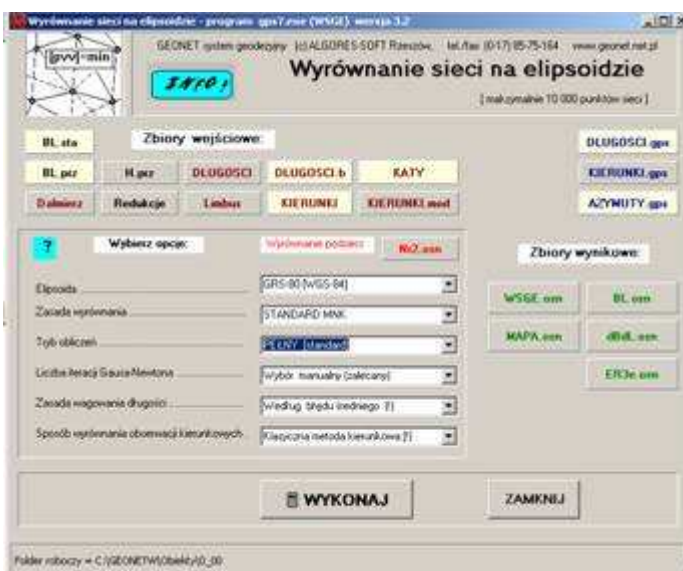 Wyrównanie sieci na elipsoidzie - program gps7.exe (WSGE) wersja 3.2
[pvv]=min
GEONET system geodezyjny (c)ALGORES-SOFT Rzeszów, tel./fax (0-17) 85-75-164 www.geonet.net.pl
INFO !
Wyrównanie sieci na elipsoidzie
[ maksymalnie 10 000 punktów sieci ]
BL.sta
Zbiory wejściowe:
DLUGOSCI.gps
BL.prz
H.prz
DLUGOSCI
DLUGOSCI.b
KATY
KIERUNKI.gps
Dalmierz
Redukcje
Limbus
KIERUNKI
KIERUNKI.mod
AZYMUTY.gps
?
Wybierz opcje:
Wyrównanie podsieci
Nr2.osn
Zbiory wynikowe:
Elipsoida
GRS-80 (WGS-84)
WSGE.osn
BL.osn
Zasada wyrównania
STANDARD MNK
Tryb obliczeń
PEŁNY (standard)
MAPA.osn
dBdL.osn
Liczba iteracji Gaussa-Newtona
Wybór manualny (zalecany)
Zasada wagowania długości
Według błędu średniego (!)
Sposób wyrównania obserwacji kierunkowych
Klasyczna metoda kierunkowa [!]
WYKONAJ
ZAMKNIJ
Folder roboczy = C:\GEONETW\Obiekty\0_00